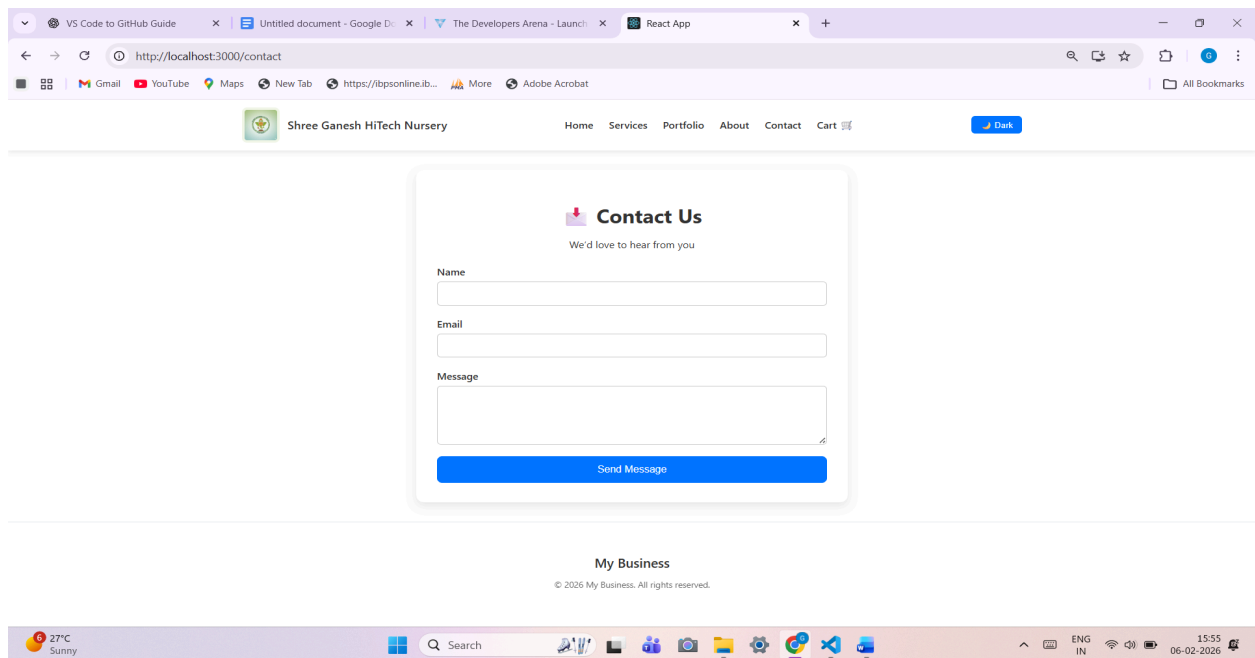 VS Code to GitHub Guide
Untitled document - Google Do
The Developers Arena - Launch
React App
http://localhost:3000/contact
G
Gmail YouTube Maps New Tab https://ibpsonline.ib... More Adobe Acrobat All Bookmarks
Shree Ganesh HiTech Nursery Home Services Portfolio About Contact Cart 🛒 🌙 Dark
📩 Contact Us
We'd love to hear from you
Name
Email
Message
Send Message
My Business
© 2026 My Business. All rights reserved.
6
27°C
Sunny
Search
ENG
IN
15:55
06-02-2026